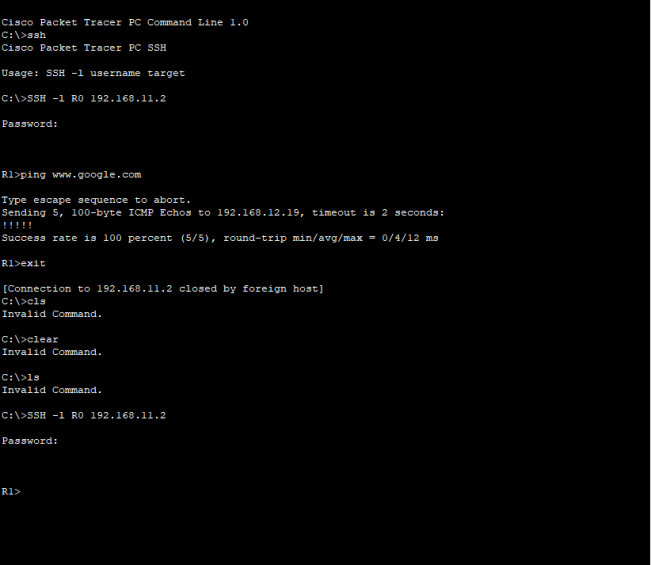 Cisco Packet Tracer PC Command Line 1.0
C:\>ssh
Cisco Packet Tracer PC SSH
Usage: SSH -l username target
C:\>SSH -l R0 192.168.11.2
Password:
R1>ping www.google.com
Type escape sequence to abort.
Sending 5, 100-byte ICMP Echos to 192.168.12.19, timeout is 2 seconds:
!!!!!
Success rate is 100 percent (5/5), round-trip min/avg/max = 0/4/12 ms
R1>exit
[Connection to 192.168.11.2 closed by foreign host]
C:\>cls
Invalid Command.
C:\>clear
Invalid Command.
C:\>ls
Invalid Command.
C:\>SSH -l R0 192.168.11.2
Password:
R1>